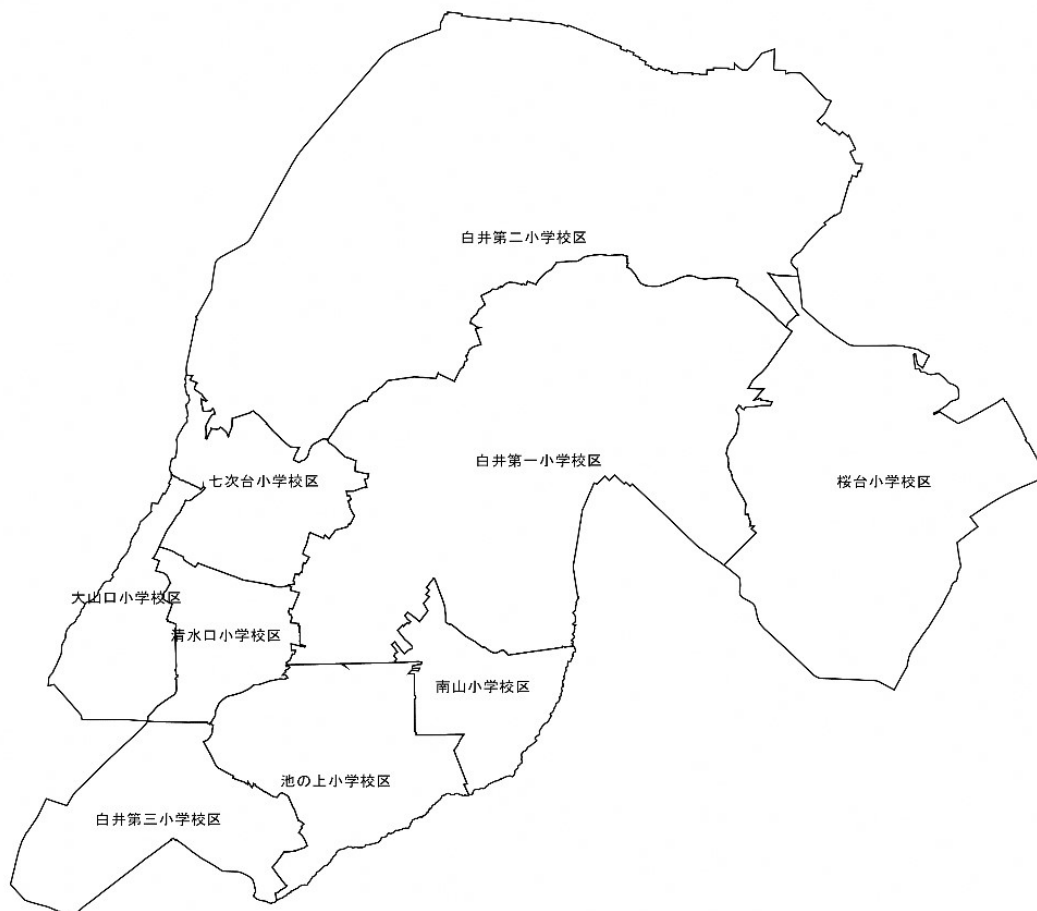 白井第二小学校区
白井第一小学校区
七次台小学校区
桜台小学校区
大山口小学校区
清水口小学校区
南山小学校区
池の上小学校区
白井第三小学校区